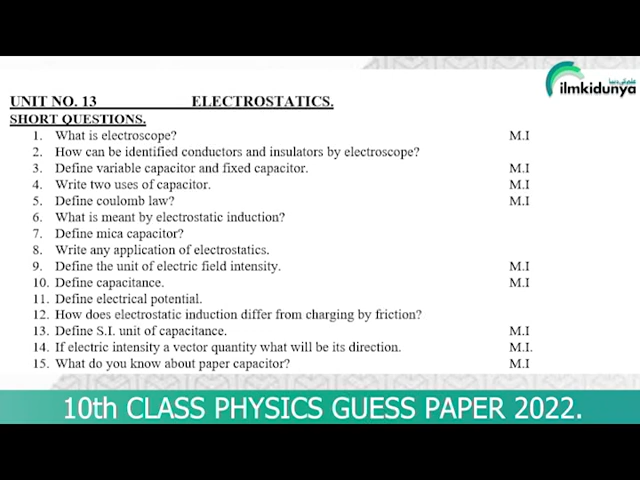 علم کی دنیا
ilmkidunya
UNIT NO. 13 ELECTROSTATICS.
SHORT QUESTIONS.
1. What is electroscope? M.I
2. How can be identified conductors and insulators by electroscope?
3. Define variable capacitor and fixed capacitor. M.I
4. Write two uses of capacitor. M.I
5. Define coulomb law? M.I
6. What is meant by electrostatic induction?
7. Define mica capacitor?
8. Write any application of electrostatics.
9. Define the unit of electric field intensity. M.I
10. Define capacitance. M.I
11. Define electrical potential.
12. How does electrostatic induction differ from charging by friction?
13. Define S.I. unit of capacitance. M.I
14. If electric intensity a vector quantity what will be its direction. M.I.
15. What do you know about paper capacitor? M.I
10th CLASS PHYSICS GUESS PAPER 2022.